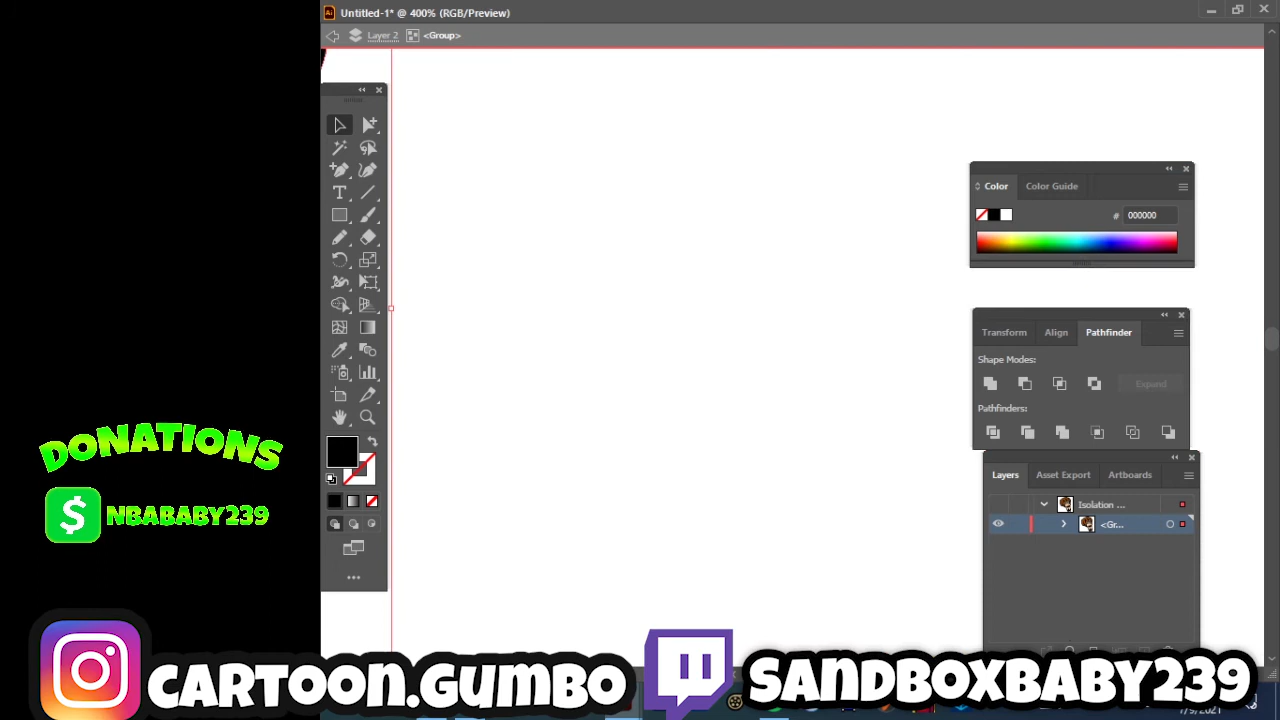 Untitled-1* @ 400% (RGB/Preview)
Layer 2 <Group>
Color Color Guide
# 000000
Transform Align Pathfinder
Shape Modes:
Expand
Pathfinders:
Layers Asset Export Artboards
Isolation ...
<Gr...
DONATIONS
NBABABY239
CARTOON.GUMBO
SANDBOXBABY239